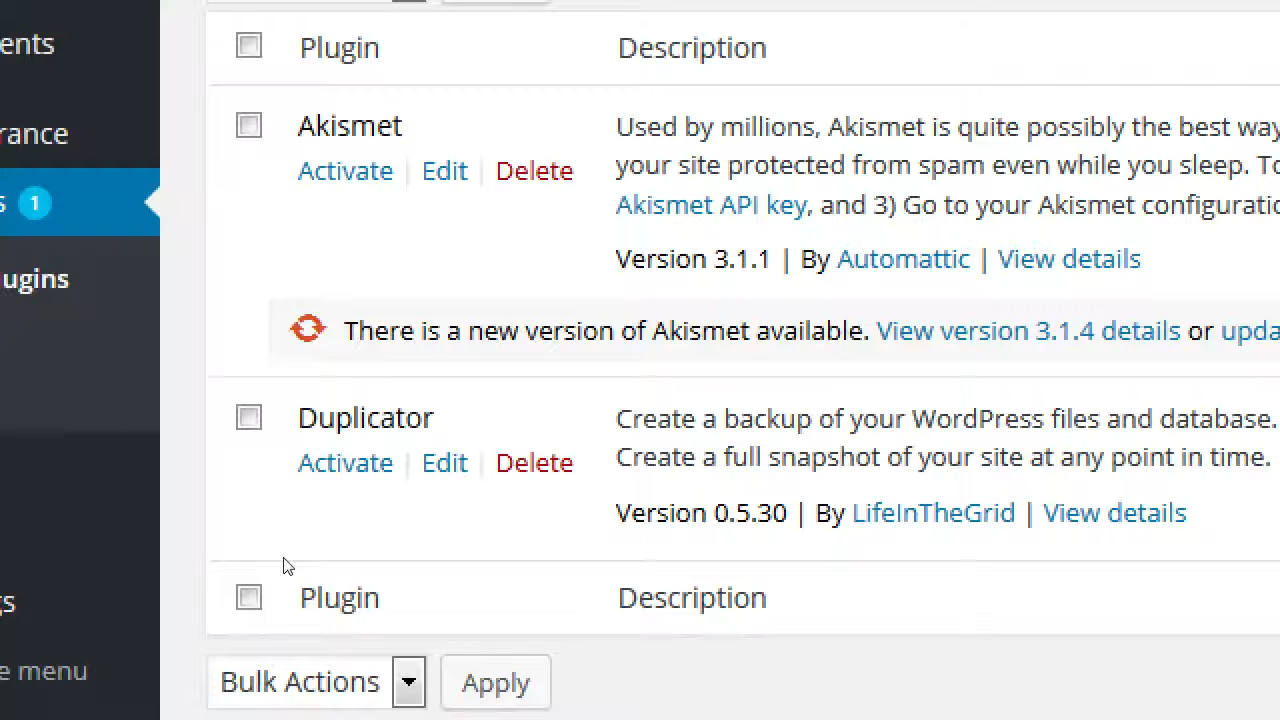 ents
Plugin Description
Akismet Used by millions, Akismet is quite possibly the best way
rance
Activate | Edit | Delete your site protected from spam even while you sleep. To
s 1
Akismet API key, and 3) Go to your Akismet configuratio
Version 3.1.1 | By Automattic | View details
lugins
There is a new version of Akismet available. View version 3.1.4 details or upda
Duplicator Create a backup of your WordPress files and database.
Activate | Edit | Delete Create a full snapshot of your site at any point in time.
Version 0.5.30 | By LifeInTheGrid | View details
gs
Plugin Description
e menu
Bulk Actions Apply